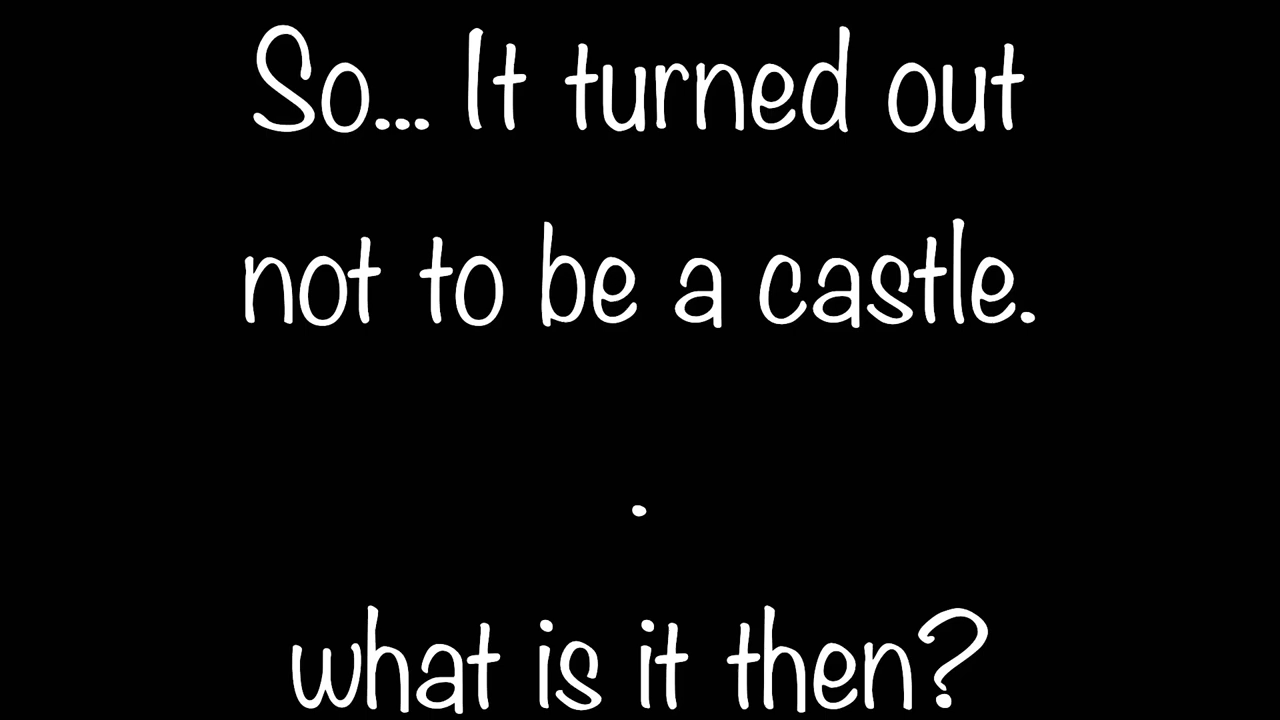 So... It turned out
not to be a castle.
.
what is it then?